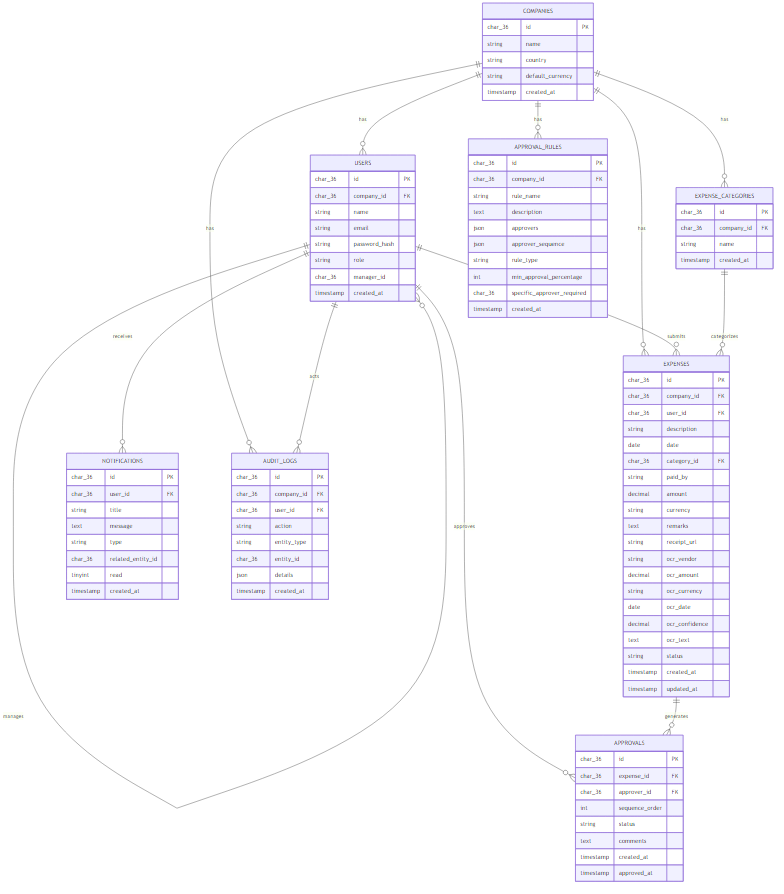 COMPANIES
char_36 id PK
string name
string country
string default_currency
timestamp created_at
has
has
has
has
has
USERS
char_36 id PK
char_36 company_id FK
string name
string email
string password_hash
string role
char_36 manager_id
timestamp created_at
APPROVAL_RULES
char_36 id PK
char_36 company_id FK
string rule_name
text description
json approvers
json approver_sequence
string rule_type
int min_approval_percentage
char_36 specific_approver_required
timestamp created_at
EXPENSE_CATEGORIES
char_36 id PK
char_36 company_id FK
string name
timestamp created_at
receives
submits
categorizes
acts
EXPENSES
char_36 id PK
char_36 company_id FK
char_36 user_id FK
string description
date date
char_36 category_id FK
string paid_by
decimal amount
string currency
text remarks
string receipt_url
string ocr_vendor
decimal ocr_amount
string ocr_currency
date ocr_date
decimal ocr_confidence
text ocr_text
string status
timestamp created_at
timestamp updated_at
NOTIFICATIONS
char_36 id PK
char_36 user_id FK
string title
text message
string type
char_36 related_entity_id
tinyint read
timestamp created_at
AUDIT_LOGS
char_36 id PK
char_36 company_id FK
char_36 user_id FK
string action
string entity_type
char_36 entity_id
json details
timestamp created_at
approves
manages
generates
APPROVALS
char_36 id PK
char_36 expense_id FK
char_36 approver_id FK
int sequence_order
string status
text comments
timestamp created_at
timestamp approved_at